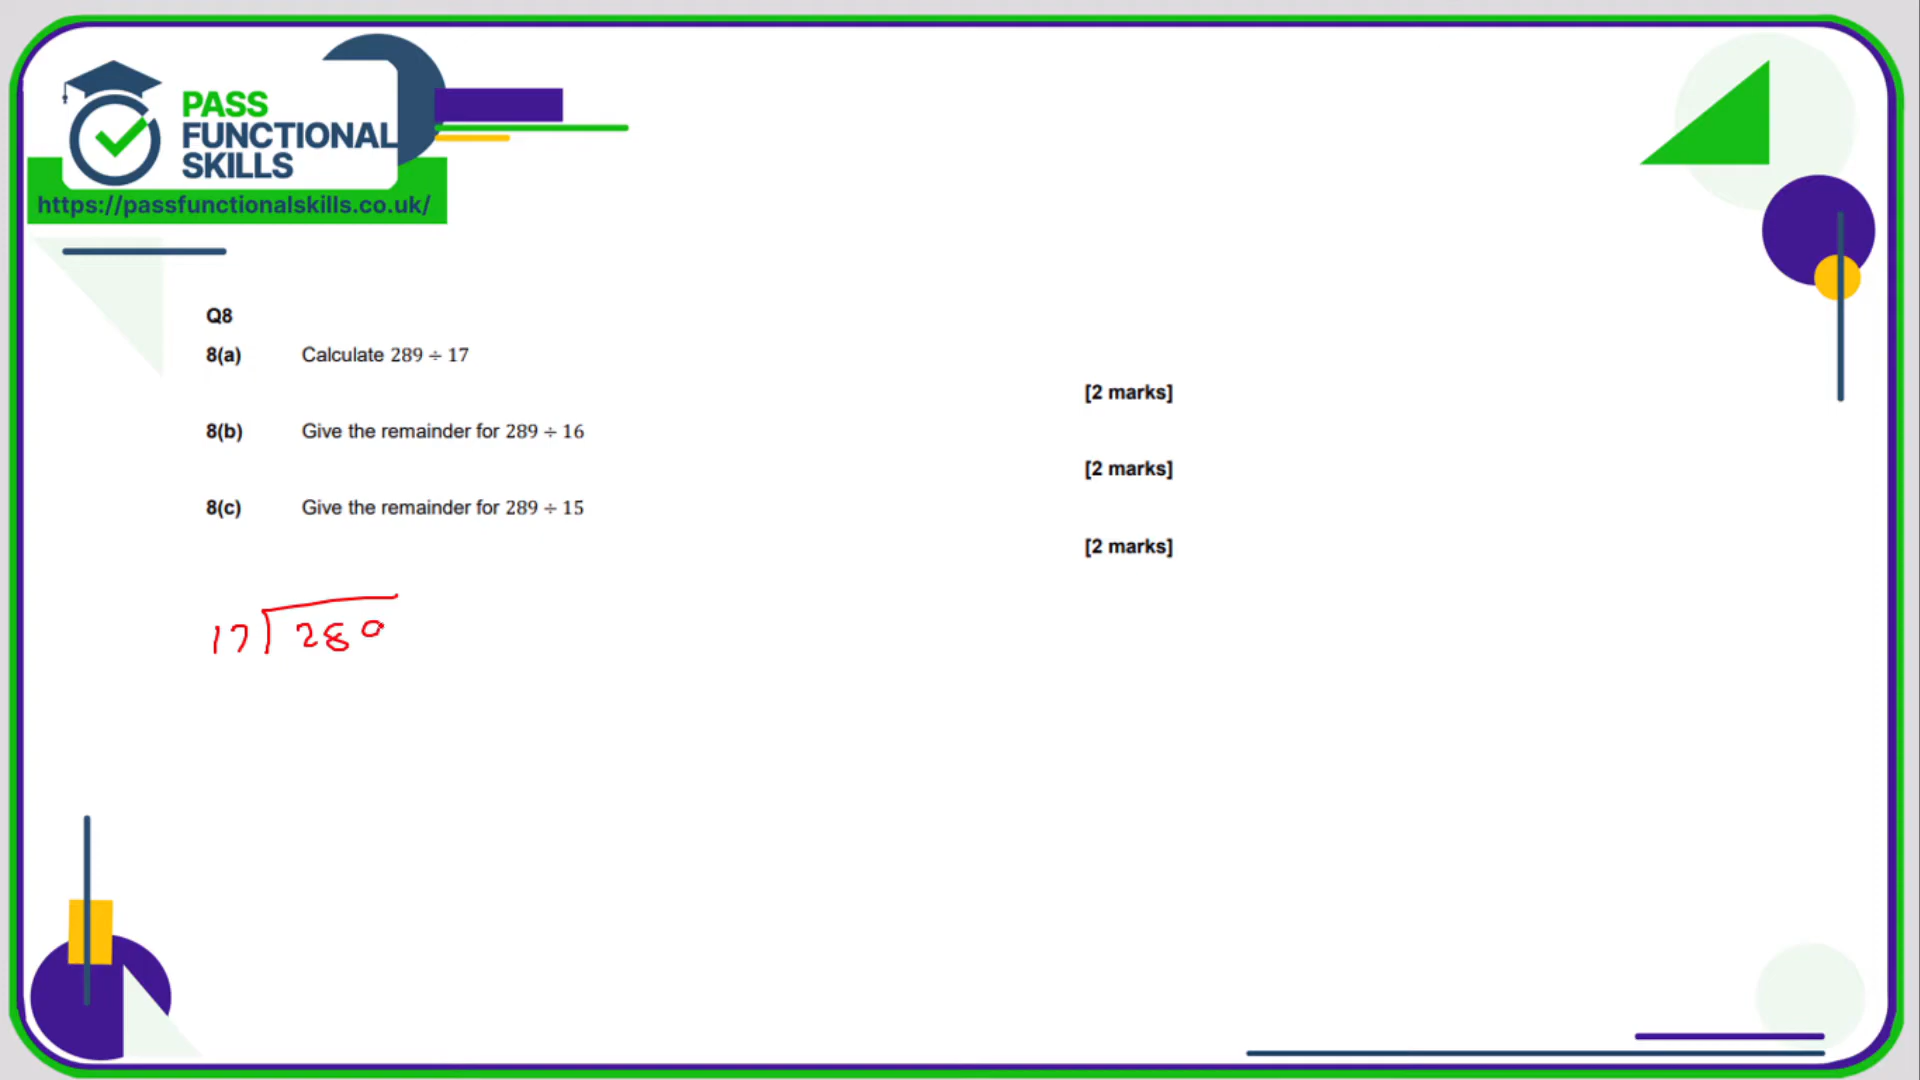 PASS
FUNCTIONAL
SKILLS
https://passfunctionalskills.co.uk/
Q8
8(a) Calculate 289 ÷ 17
[2 marks]
8(b) Give the remainder for 289 ÷ 16
[2 marks]
8(c) Give the remainder for 289 ÷ 15
[2 marks]
17) 28